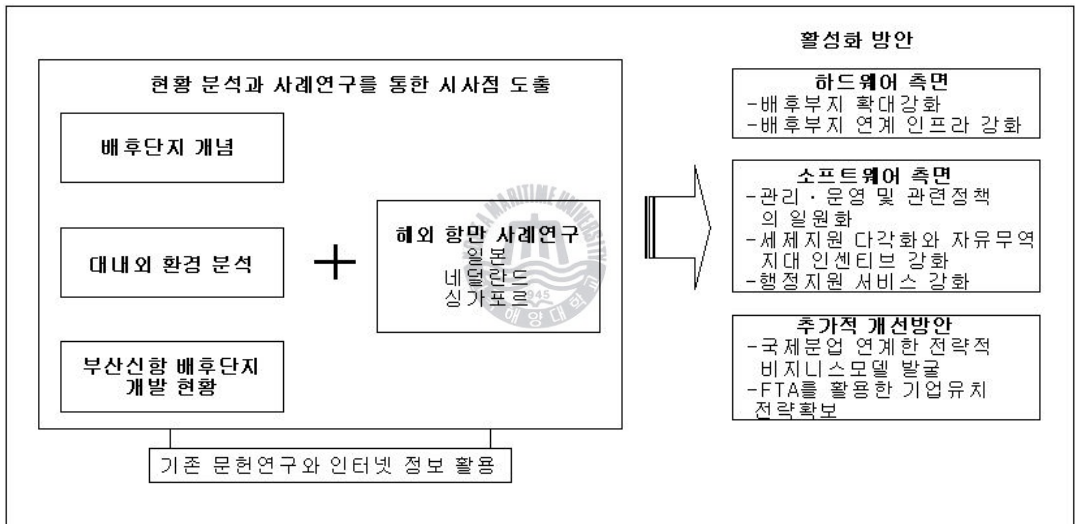 현황 분석과 사례연구를 통한 시사점 도출
배후단지 개념
대내외 환경 분석
부산신항 배후단지
개발 현황
+
해외 항만 사례연구
일본
네덜란드
싱가포르
기존 문헌연구와 인터넷 정보 활용
활성화 방안
하드웨어 측면
-배후부지 확대강화
-배후부지 연계 인프라 강화
소프트웨어 측면
-관리·운영 및 관련정책
의 일원화
-세제지원 다각화와 자유무역
지대 인센티브 강화
-행정지원 서비스 강화
추가적 개선방안
-국제분업 연계한 전략적
비지니스모델 발굴
-FTA를 활용한 기업유치
전략확보
MARITIME UNIVERSITY
1945
해양대학교